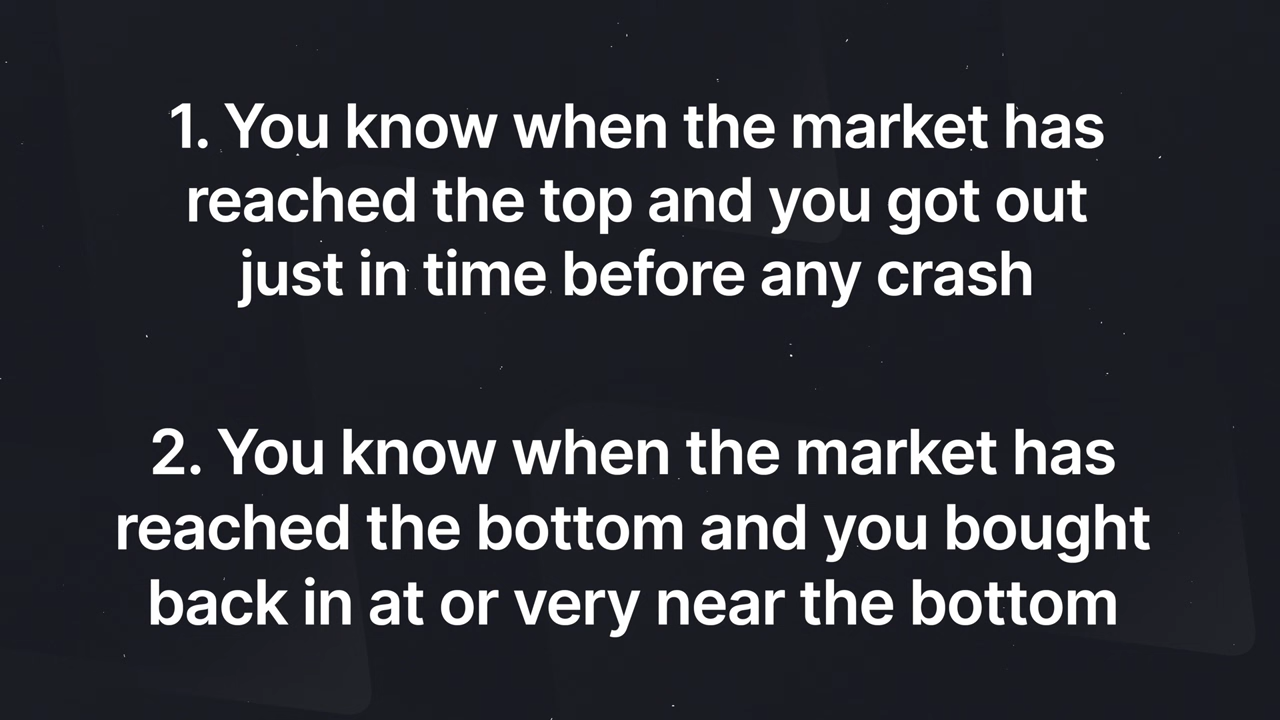 1. You know when the market has
reached the top and you got out
just in time before any crash
2. You know when the market has
reached the bottom and you bought
back in at or very near the bottom